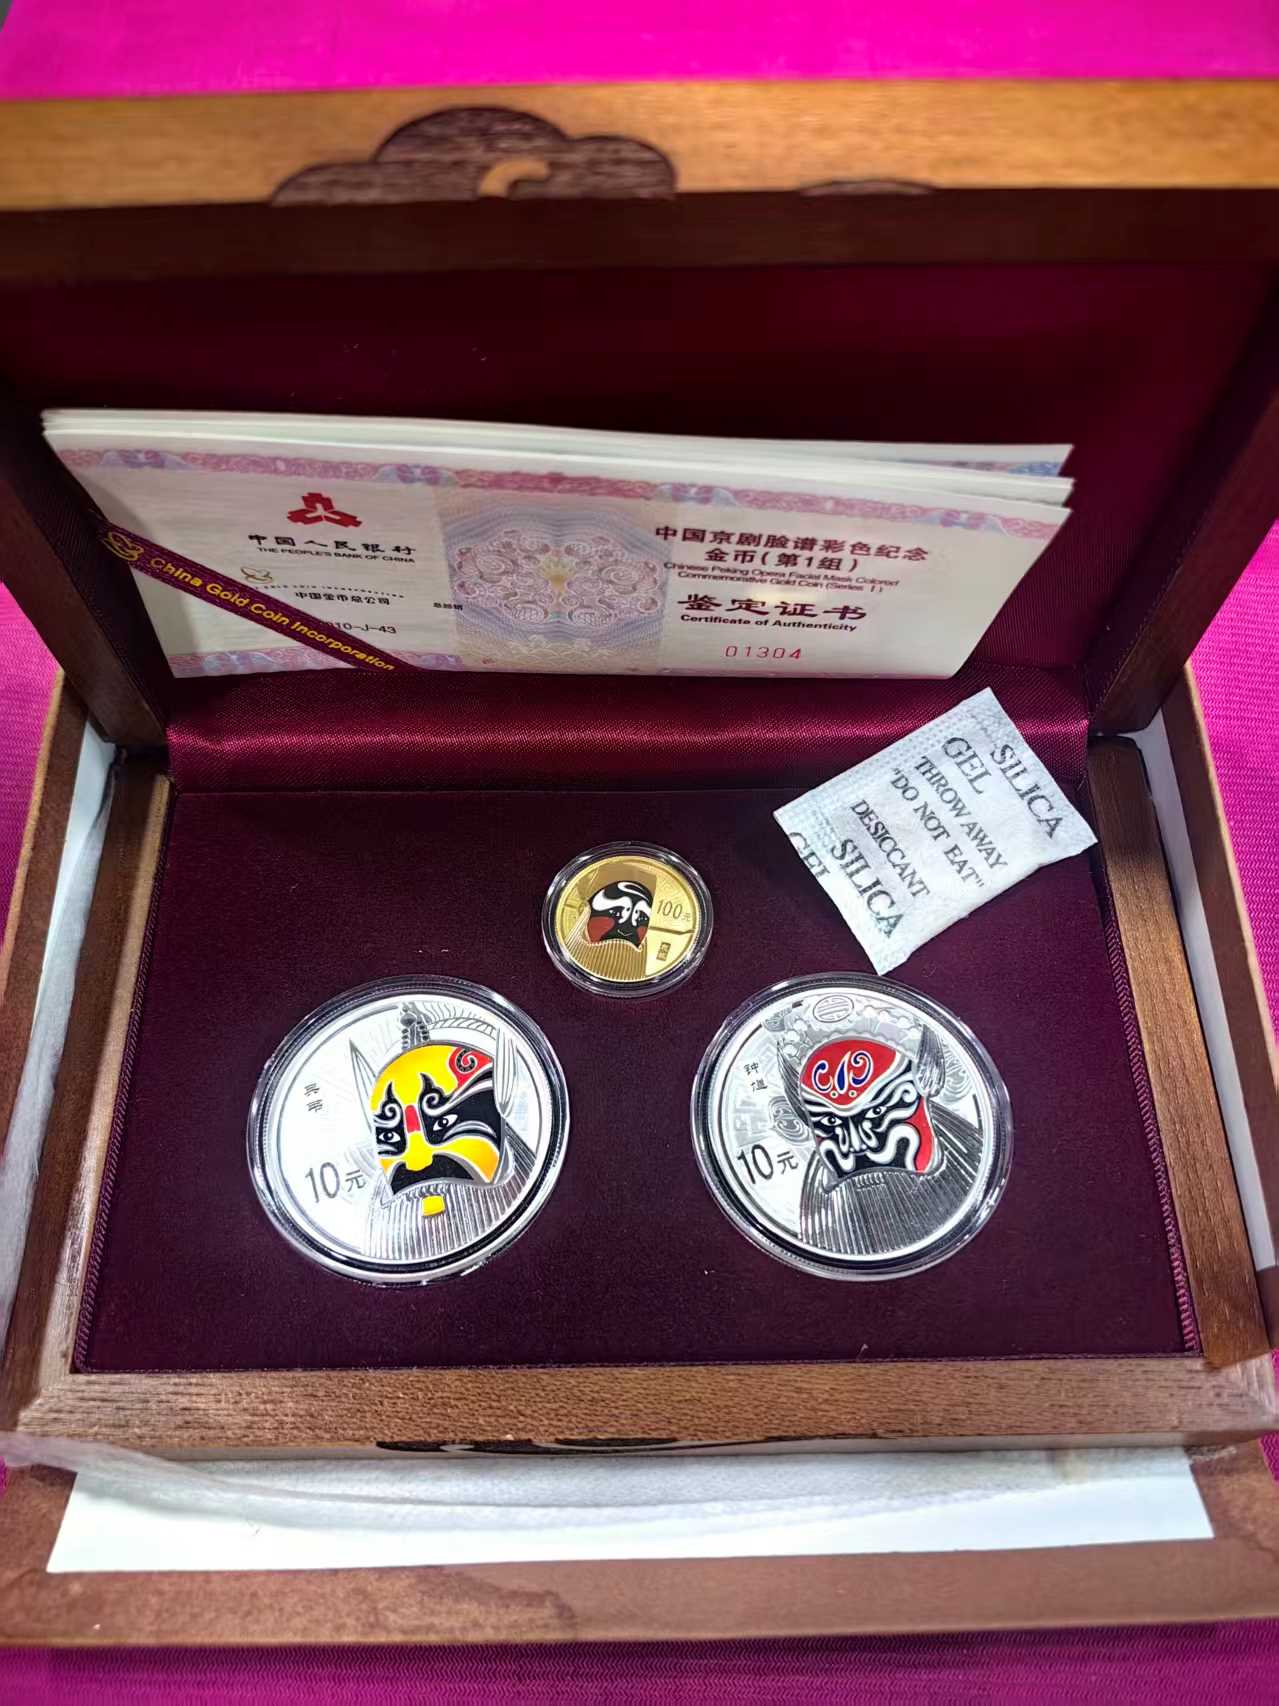 中国人民银行
THE PEOPLE'S BANK OF CHINA
中国金币总公司
10-J-43
China Gold Coin Incorporation
中国京剧脸谱彩色纪念
金币(第1组)
Chinese Peking Opera Facial Mask Colored
Commemorative Gold Coin (Series 1)
鉴定证书
Certificate of Authenticity
01304
SILICA
GEL
THROW AWAY
"DO NOT EAT"
DESICCANT
SILICA
GEL
100元
10元
钟馗
10元